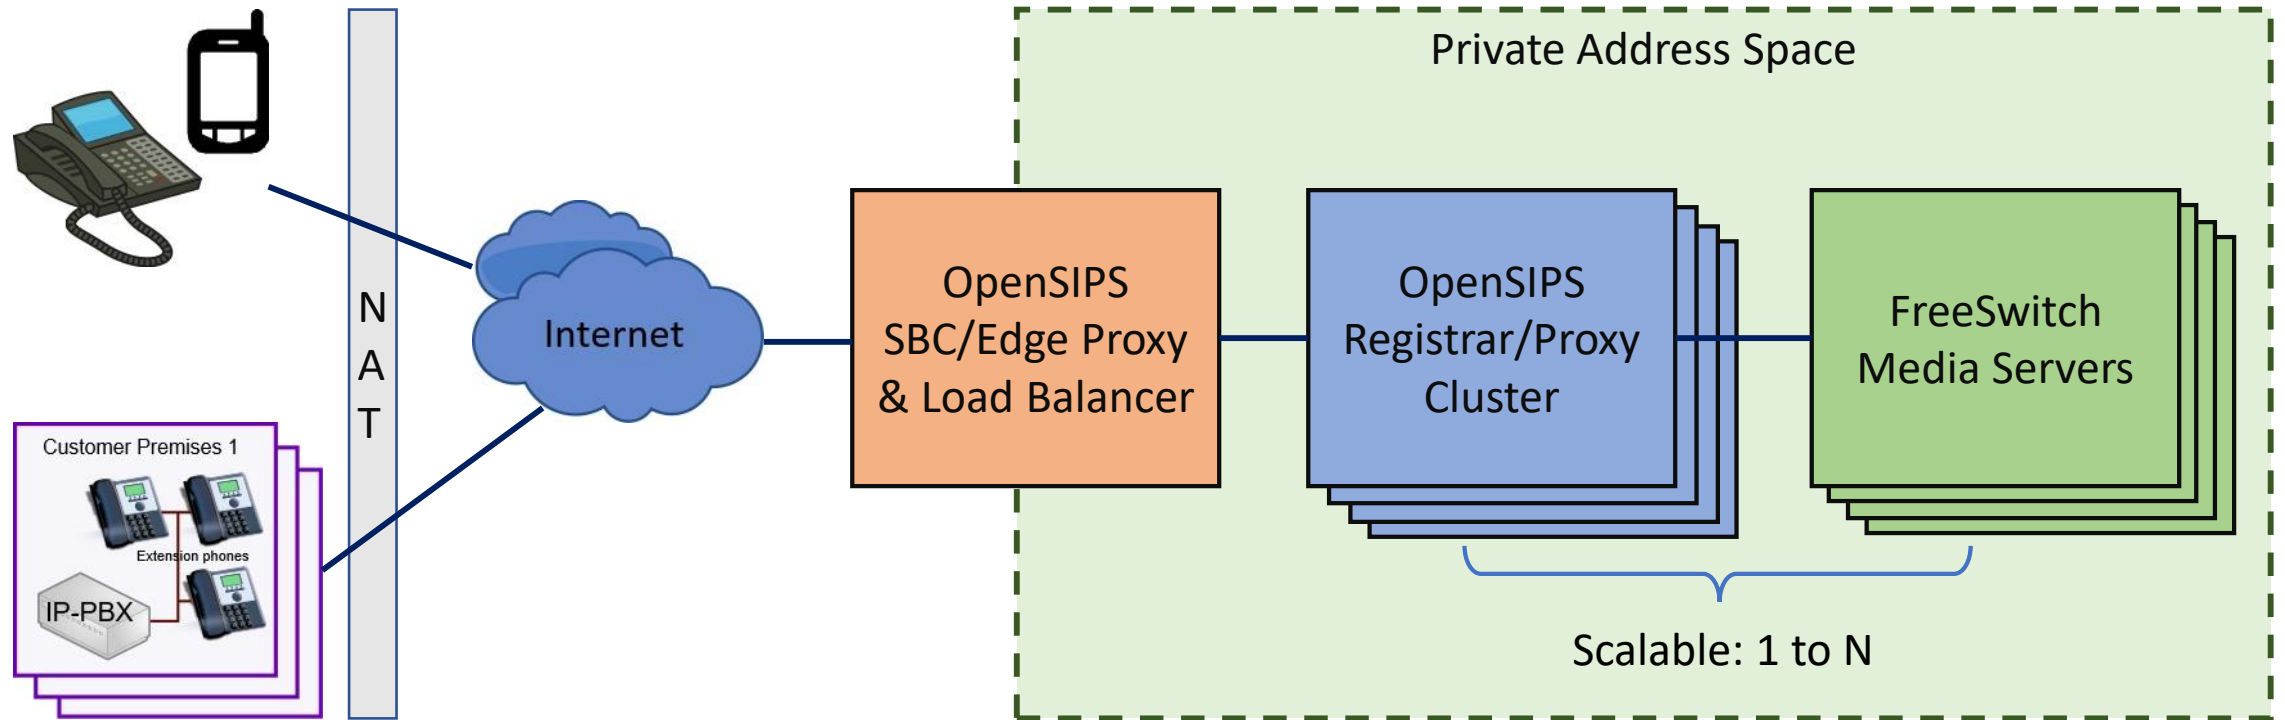 Private Address Space
N
A
T
Internet
OpenSIPS
SBC/Edge Proxy
& Load Balancer
OpenSIPS
Registrar/Proxy
Cluster
FreeSwitch
Media Servers
Customer Premises 1
Extension phones
IP-PBX
Scalable: 1 to N